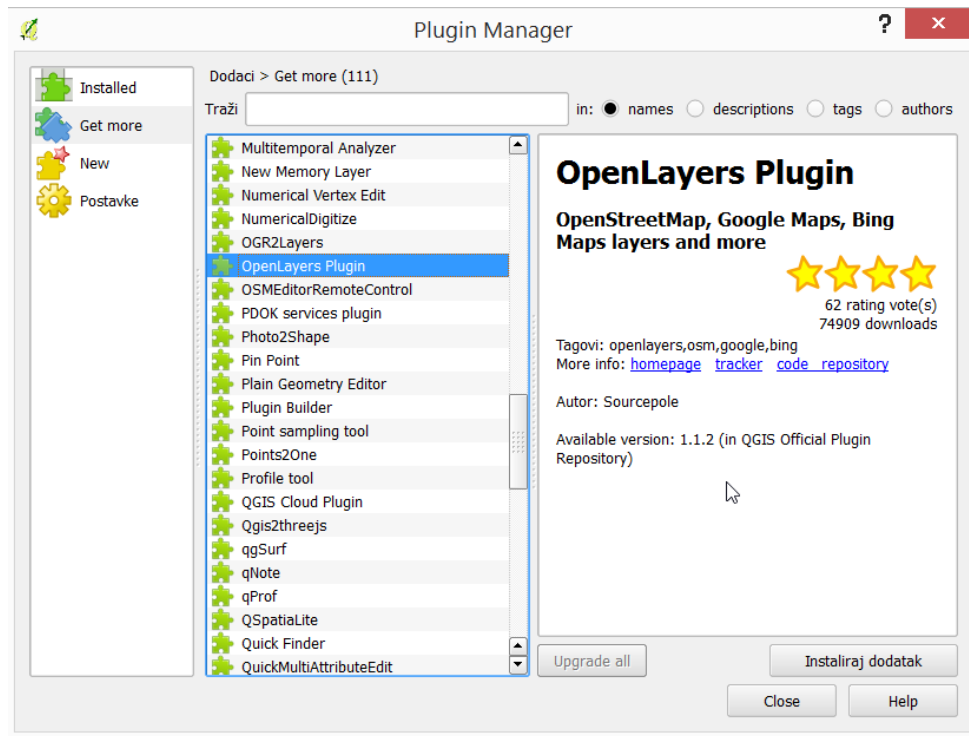 Plugin Manager
?
Installed
Get more
New
Postavke
Dodaci > Get more (111)
Traži
in: names descriptions tags authors
Multitemporal Analyzer
New Memory Layer
Numerical Vertex Edit
NumericalDigitize
OGR2Layers
OpenLayers Plugin
OSMEditorRemoteControl
PDOK services plugin
Photo2Shape
Pin Point
Plain Geometry Editor
Plugin Builder
Point sampling tool
Points2One
Profile tool
QGIS Cloud Plugin
Qgis2threejs
qgSurf
qNote
qProf
QSpatiaLite
Quick Finder
QuickMultiAttributeEdit
OpenLayers Plugin
OpenStreetMap, Google Maps, Bing
Maps layers and more
62 rating vote(s)
74909 downloads
Tagovi: openlayers,osm,google,bing
More info: homepage tracker code repository
Autor: Sourcepole
Available version: 1.1.2 (in QGIS Official Plugin
Repository)
Upgrade all
Instaliraj dodatak
Close
Help